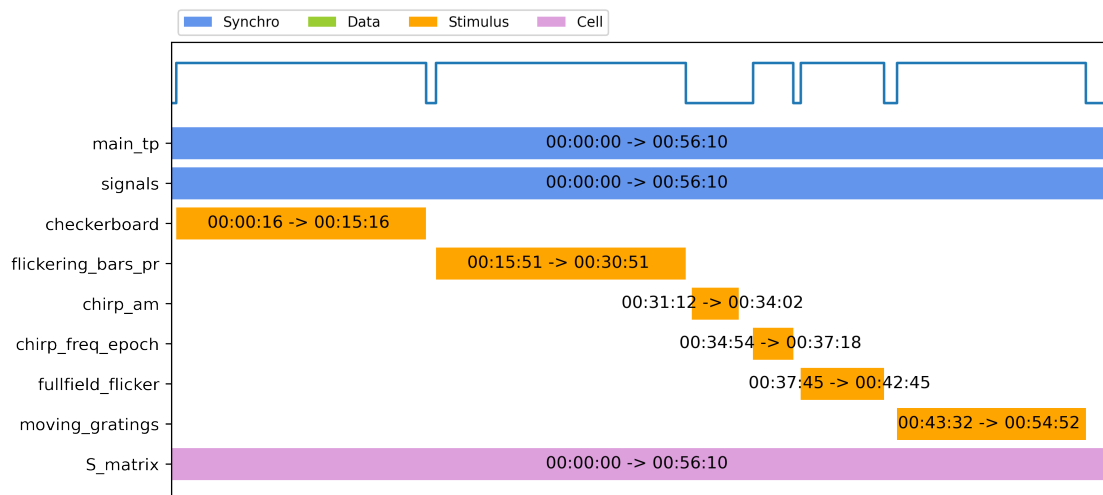 Synchro Data Stimulus Cell
main_tp 00:00:00 -> 00:56:10
signals 00:00:00 -> 00:56:10
checkerboard 00:00:16 -> 00:15:16
flickering_bars_pr 00:15:51 -> 00:30:51
chirp_am 00:31:12 -> 00:34:02
chirp_freq_epoch 00:34:54 -> 00:37:18
fullfield_flicker 00:37:45 -> 00:42:45
moving_gratings 00:43:32 -> 00:54:52
S_matrix 00:00:00 -> 00:56:10